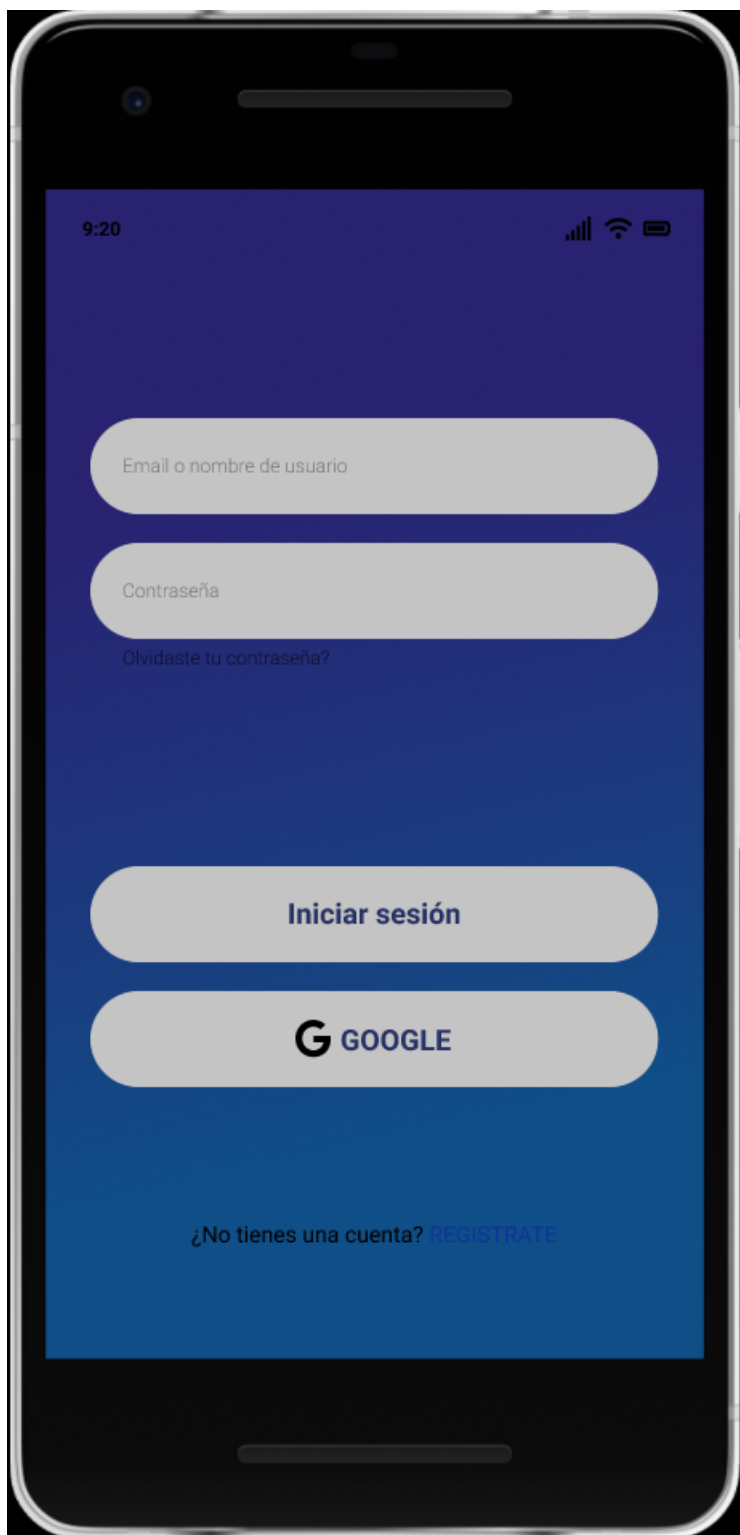 9:20
Email o nombre de usuario
Contraseña
Olvidaste tu contraseña?
Iniciar sesión
G GOOGLE
¿No tienes una cuenta? REGISTRATE